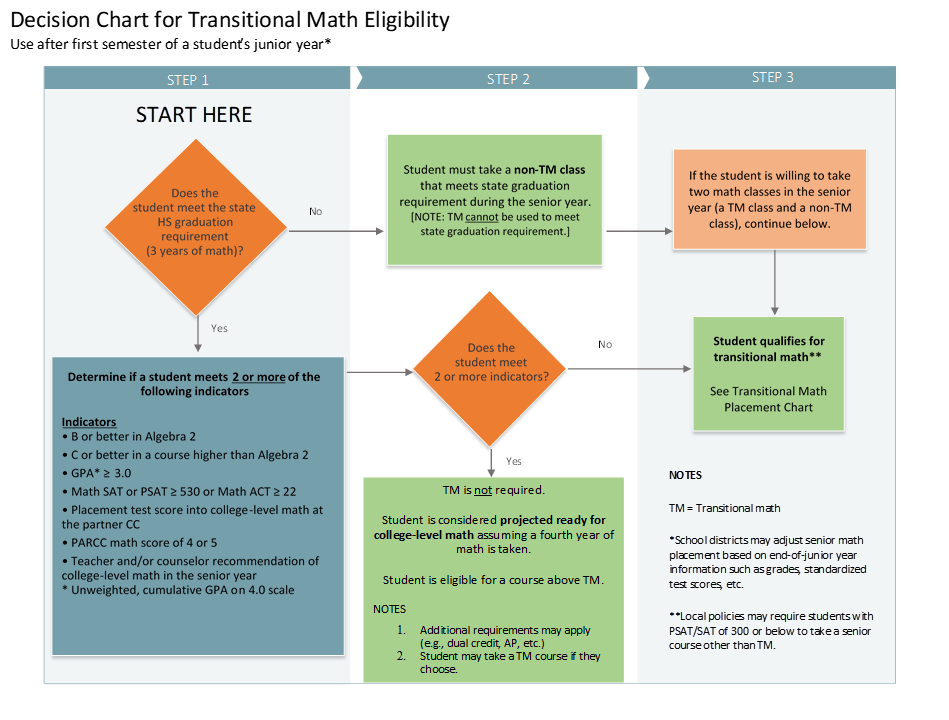 Decision Chart for Transitional Math Eligibility
Use after first semester of a student's junior year*
STEP 1
STEP 2
STEP 3
START HERE
Does the
student meet the state
HS graduation
requirement
(3 years of math)?
No
Student must take a non-TM class
that meets state graduation
requirement during the senior year.
[NOTE: TM cannot be used to meet
state graduation requirement.]
If the student is willing to take
two math classes in the senior
year (a TM class and a non-TM
class), continue below.
Yes
Determine if a student meets 2 or more of the
following indicators
Indicators
• B or better in Algebra 2
• C or better in a course higher than Algebra 2
• GPA* ≥ 3.0
• Math SAT or PSAT ≥ 530 or Math ACT ≥ 22
• Placement test score into college-level math at
the partner CC
• PARCC math score of 4 or 5
• Teacher and/or counselor recommendation of
college-level math in the senior year
* Unweighted, cumulative GPA on 4.0 scale
Does the
student meet
2 or more indicators?
No
Student qualifies for
transitional math**
See Transitional Math
Placement Chart
Yes
TM is not required.
Student is considered projected ready for
college-level math assuming a fourth year of
math is taken.
Student is eligible for a course above TM.
NOTES
1. Additional requirements may apply
(e.g., dual credit, AP, etc.)
2. Student may take a TM course if they
choose.
NOTES
TM = Transitional math
*School districts may adjust senior math
placement based on end-of-junior year
information such as grades, standardized
test scores, etc.
**Local policies may require students with
PSAT/SAT of 300 or below to take a senior
course other than TM.